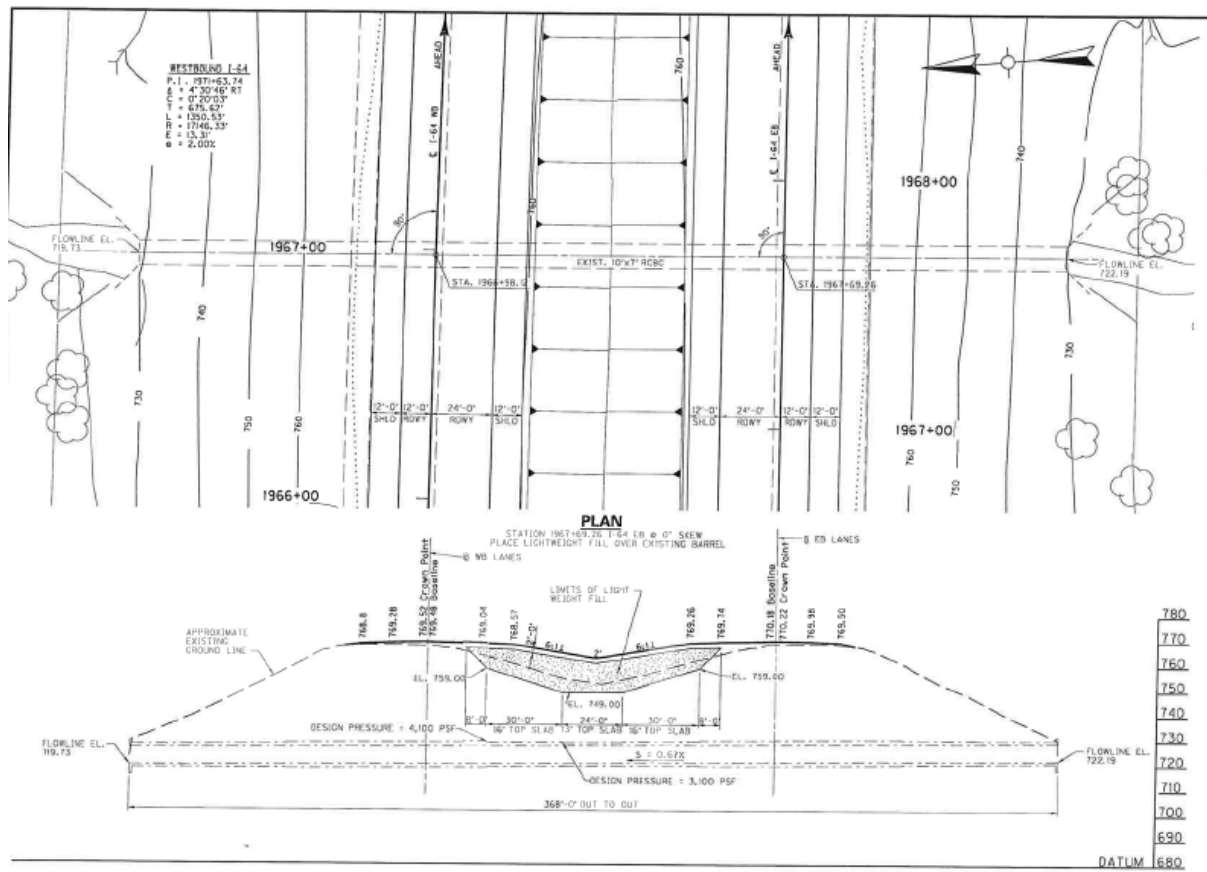 WESTBOUND I-64
P.I. 1971+63.74
Δ = 4°30'46" RT
C = 0°20'03"
T = 675.62'
L = 1350.53'
R = 17146.33'
E = 13.31'
e = 2.00%
AHEAD
℄ I-64 WB
760
AHEAD
℄ I-64 EB
740
1968+00
FLOWLINE EL.
719.73
1967+00
90°
760
90°
EXIST. 10'x7' RCBC
STA. 1967+69.26
FLOWLINE EL.
722.19
740
730
750
760
12'-0" 12'-0" 24'-0" 12'-0"
SHLD RDWY RDWY SHLD
12'-0" 24'-0" 12'-0" 12'-0"
SHLD RDWY RDWY SHLD
1967+00
730
760
750
1966+00
PLAN
STATION 1967+69.26 I-64 EB @ 0° SKEW
PLACE LIGHTWEIGHT FILL OVER EXISTING BARREL
℄ WB LANES
℄ EB LANES
LIMITS OF LIGHT
WEIGHT FILL
APPROXIMATE
EXISTING
GROUND LINE
768.8
769.28
769.52 Crown Point
769.48 Baseline
769.04
768.57
2'-0"
6:1
2'
6:1
769.26
769.74
770.18 Baseline
770.22 Crown Point
769.98
769.50
EL. 759.00
EL. 759.00
EL. 749.00
8'-0" 30'-0" 24'-0" 30'-0" 8'-0"
16" TOP SLAB 13" TOP SLAB 16" TOP SLAB
DESIGN PRESSURE = 4,100 PSF
FLOWLINE EL.
719.73
S = 0.67%
FLOWLINE EL.
722.19
DESIGN PRESSURE = 3,100 PSF
368'-0" OUT TO OUT
780
770
760
750
740
730
720
710
700
690
DATUM 680